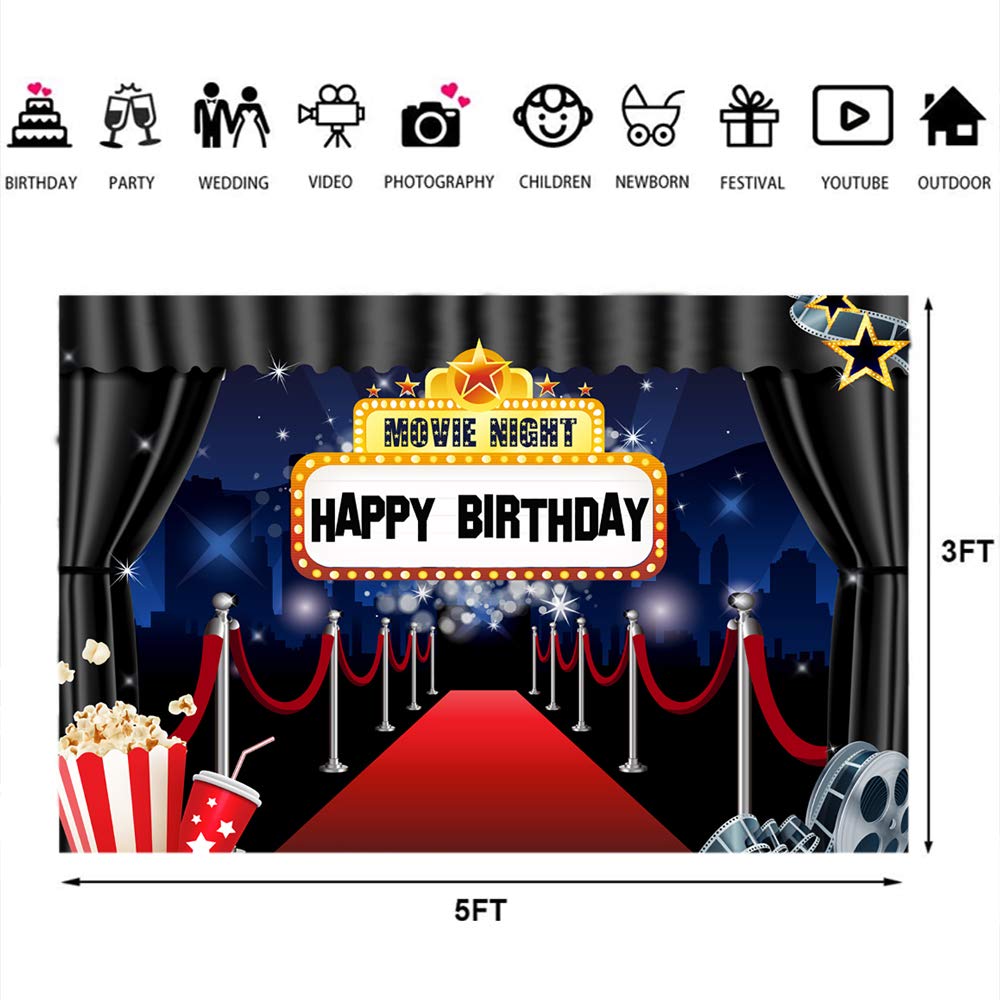 BIRTHDAY PARTY WEDDING VIDEO PHOTOGRAPHY CHILDREN NEWBORN FESTIVAL YOUTUBE OUTDOOR
MOVIE NIGHT
HAPPY BIRTHDAY
3FT
5FT